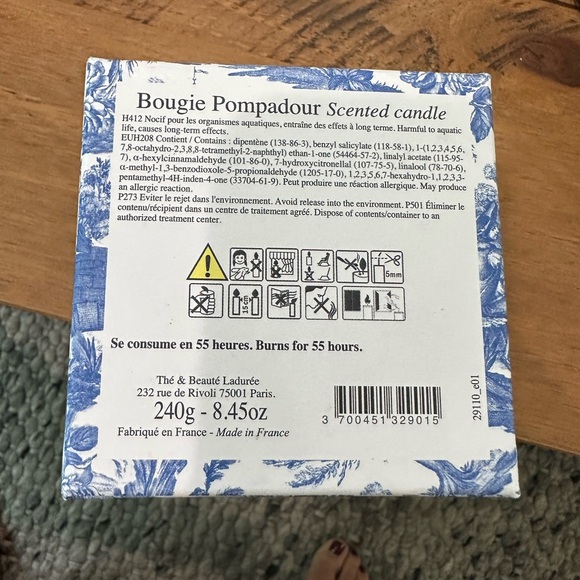 Bougie Pompadour Scented candle
H412 Nocif pour les organismes aquatiques, entraîne des effets à long terme. Harmful to aquatic
life, causes long-term effects.
EUH208 Contient / Contains : dipentène (138-86-3), benzyl salicylate (118-58-1), 1-(1,2,3,4,5,6,
7,8-octahydro-2,3,8,8-tetramethyl-2-naphthyl) ethan-1-one (54464-57-2), linalyl acetate (115-95-
7), α-hexylcinnamaldehyde (101-86-0), 7-hydroxycitronellal (107-75-5), linalool (78-70-6),
α-methyl-1,3-benzodioxole-5-propionaldehyde (1205-17-0), 1,2,3,5,6,7-hexahydro-1,1,2,3,3-
pentamethyl-4H-inden-4-one (33704-61-9). Peut produire une réaction allergique. May produce
an allergic reaction.
P273 Eviter le rejet dans l'environnement. Avoid release into the environment. P501 Éliminer le
contenu/récipient dans un centre de traitement agréé. Dispose of contents/container to an
authorized treatment center.
5mm
15cm
Se consume en 55 heures. Burns for 55 hours.
Thé & Beauté Ladurée
232 rue de Rivoli 75001 Paris.
240g - 8.45oz
Fabriqué en France - Made in France
3 700451 329015
29110_e01